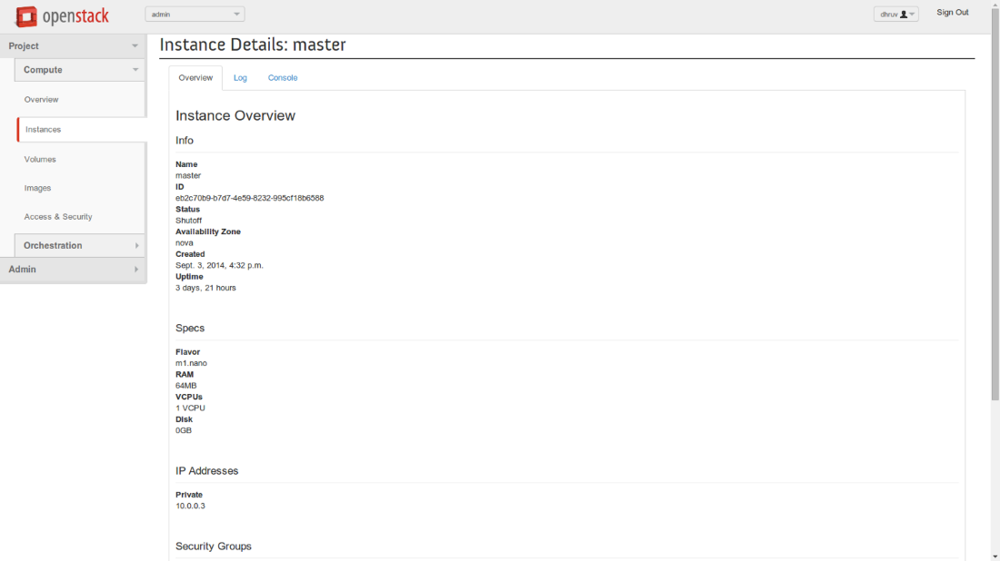 openstack
admin
dhruv
Sign Out
Project
Compute
Overview
Instances
Volumes
Images
Access & Security
Orchestration
Admin
Instance Details: master
Overview Log Console
Instance Overview
Info
Name
master
ID
eb2c70b9-b7d7-4e59-8232-995cf18b6588
Status
Shutoff
Availability Zone
nova
Created
Sept. 3, 2014, 4:32 p.m.
Uptime
3 days, 21 hours
Specs
Flavor
m1.nano
RAM
64MB
VCPUs
1 VCPU
Disk
0GB
IP Addresses
Private
10.0.0.3
Security Groups